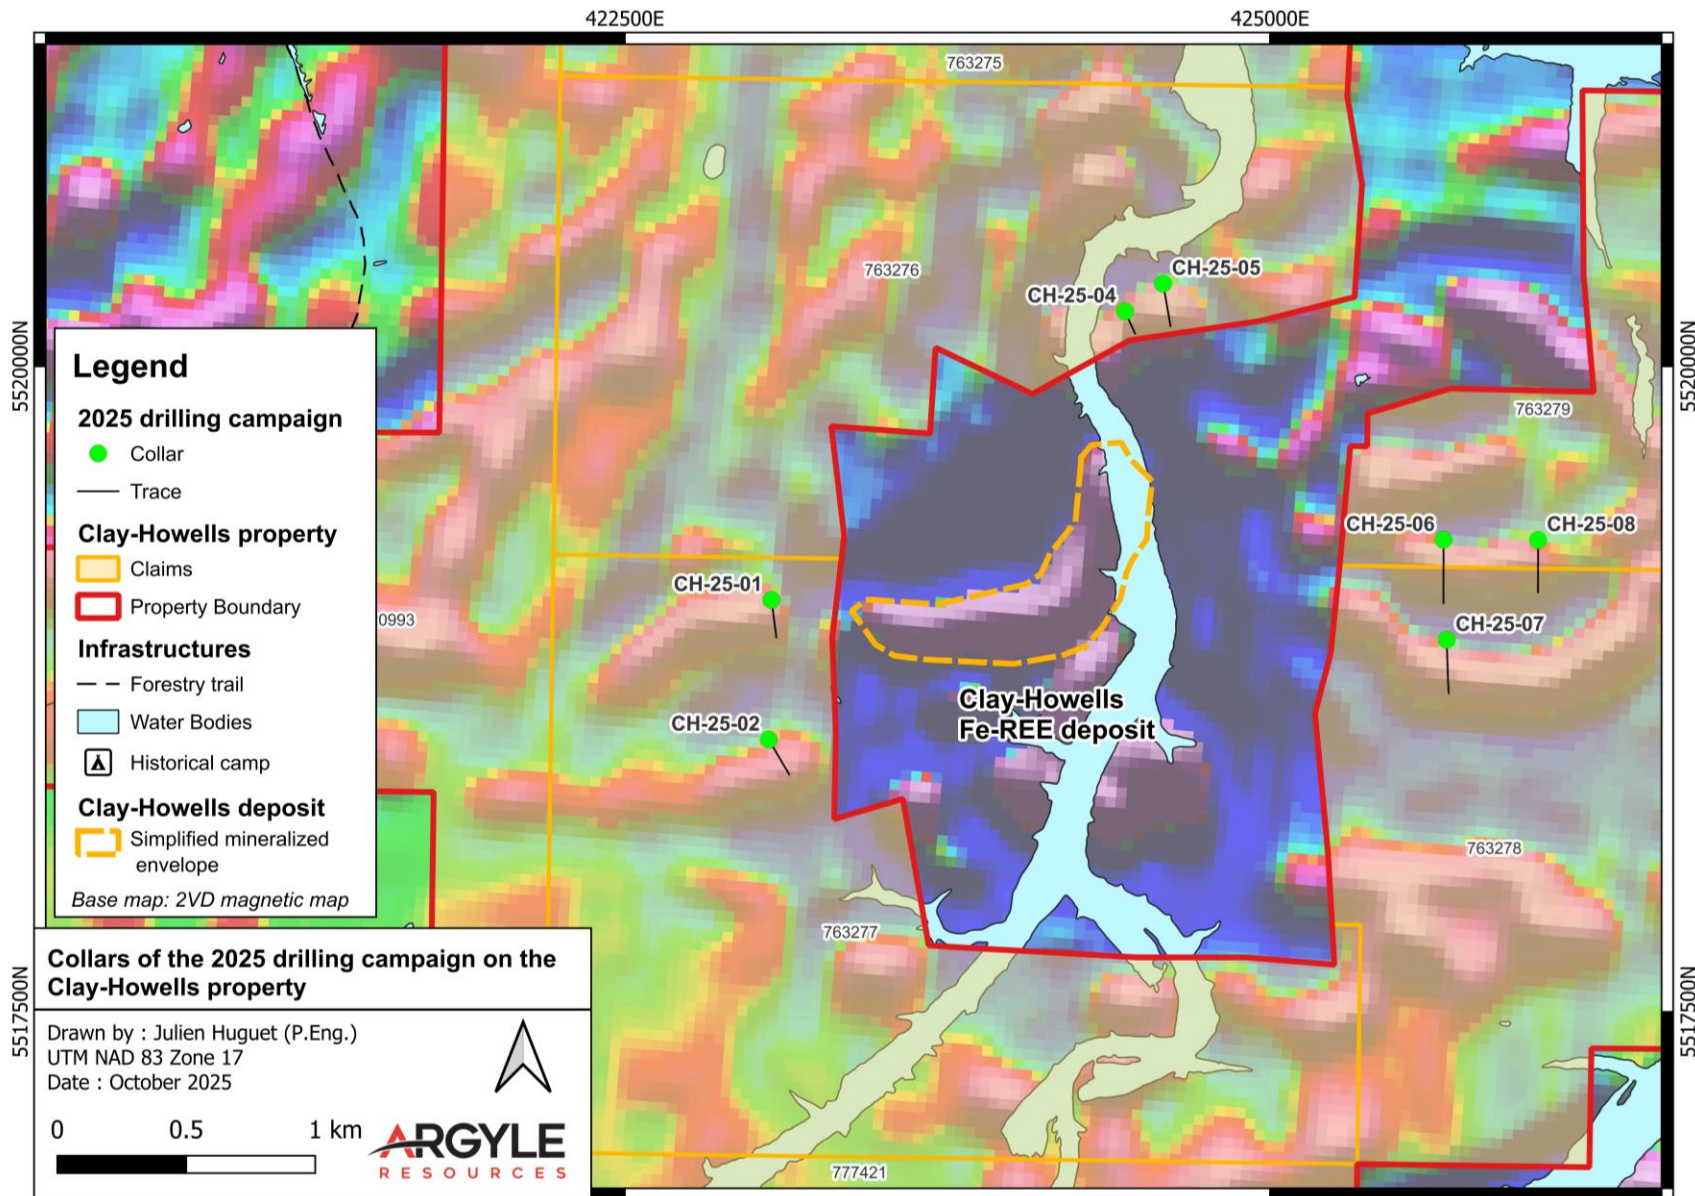 422500E
425000E
763275
763276
CH-25-05
CH-25-04
5520000N
5520000N
763279
CH-25-06
CH-25-08
CH-25-01
CH-25-07
0993
CH-25-02
Clay-Howells
Fe-REE deposit
763278
763277
777421
5517500N
5517500N
Legend
2025 drilling campaign
Collar
Trace
Clay-Howells property
Claims
Property Boundary
Infrastructures
Forestry trail
Water Bodies
Historical camp
Clay-Howells deposit
Simplified mineralized
envelope
Base map: 2VD magnetic map
Collars of the 2025 drilling campaign on the
Clay-Howells property
Drawn by : Julien Huguet (P.Eng.)
UTM NAD 83 Zone 17
Date : October 2025
0 0.5 1 km
ARGYLE
RESOURCES